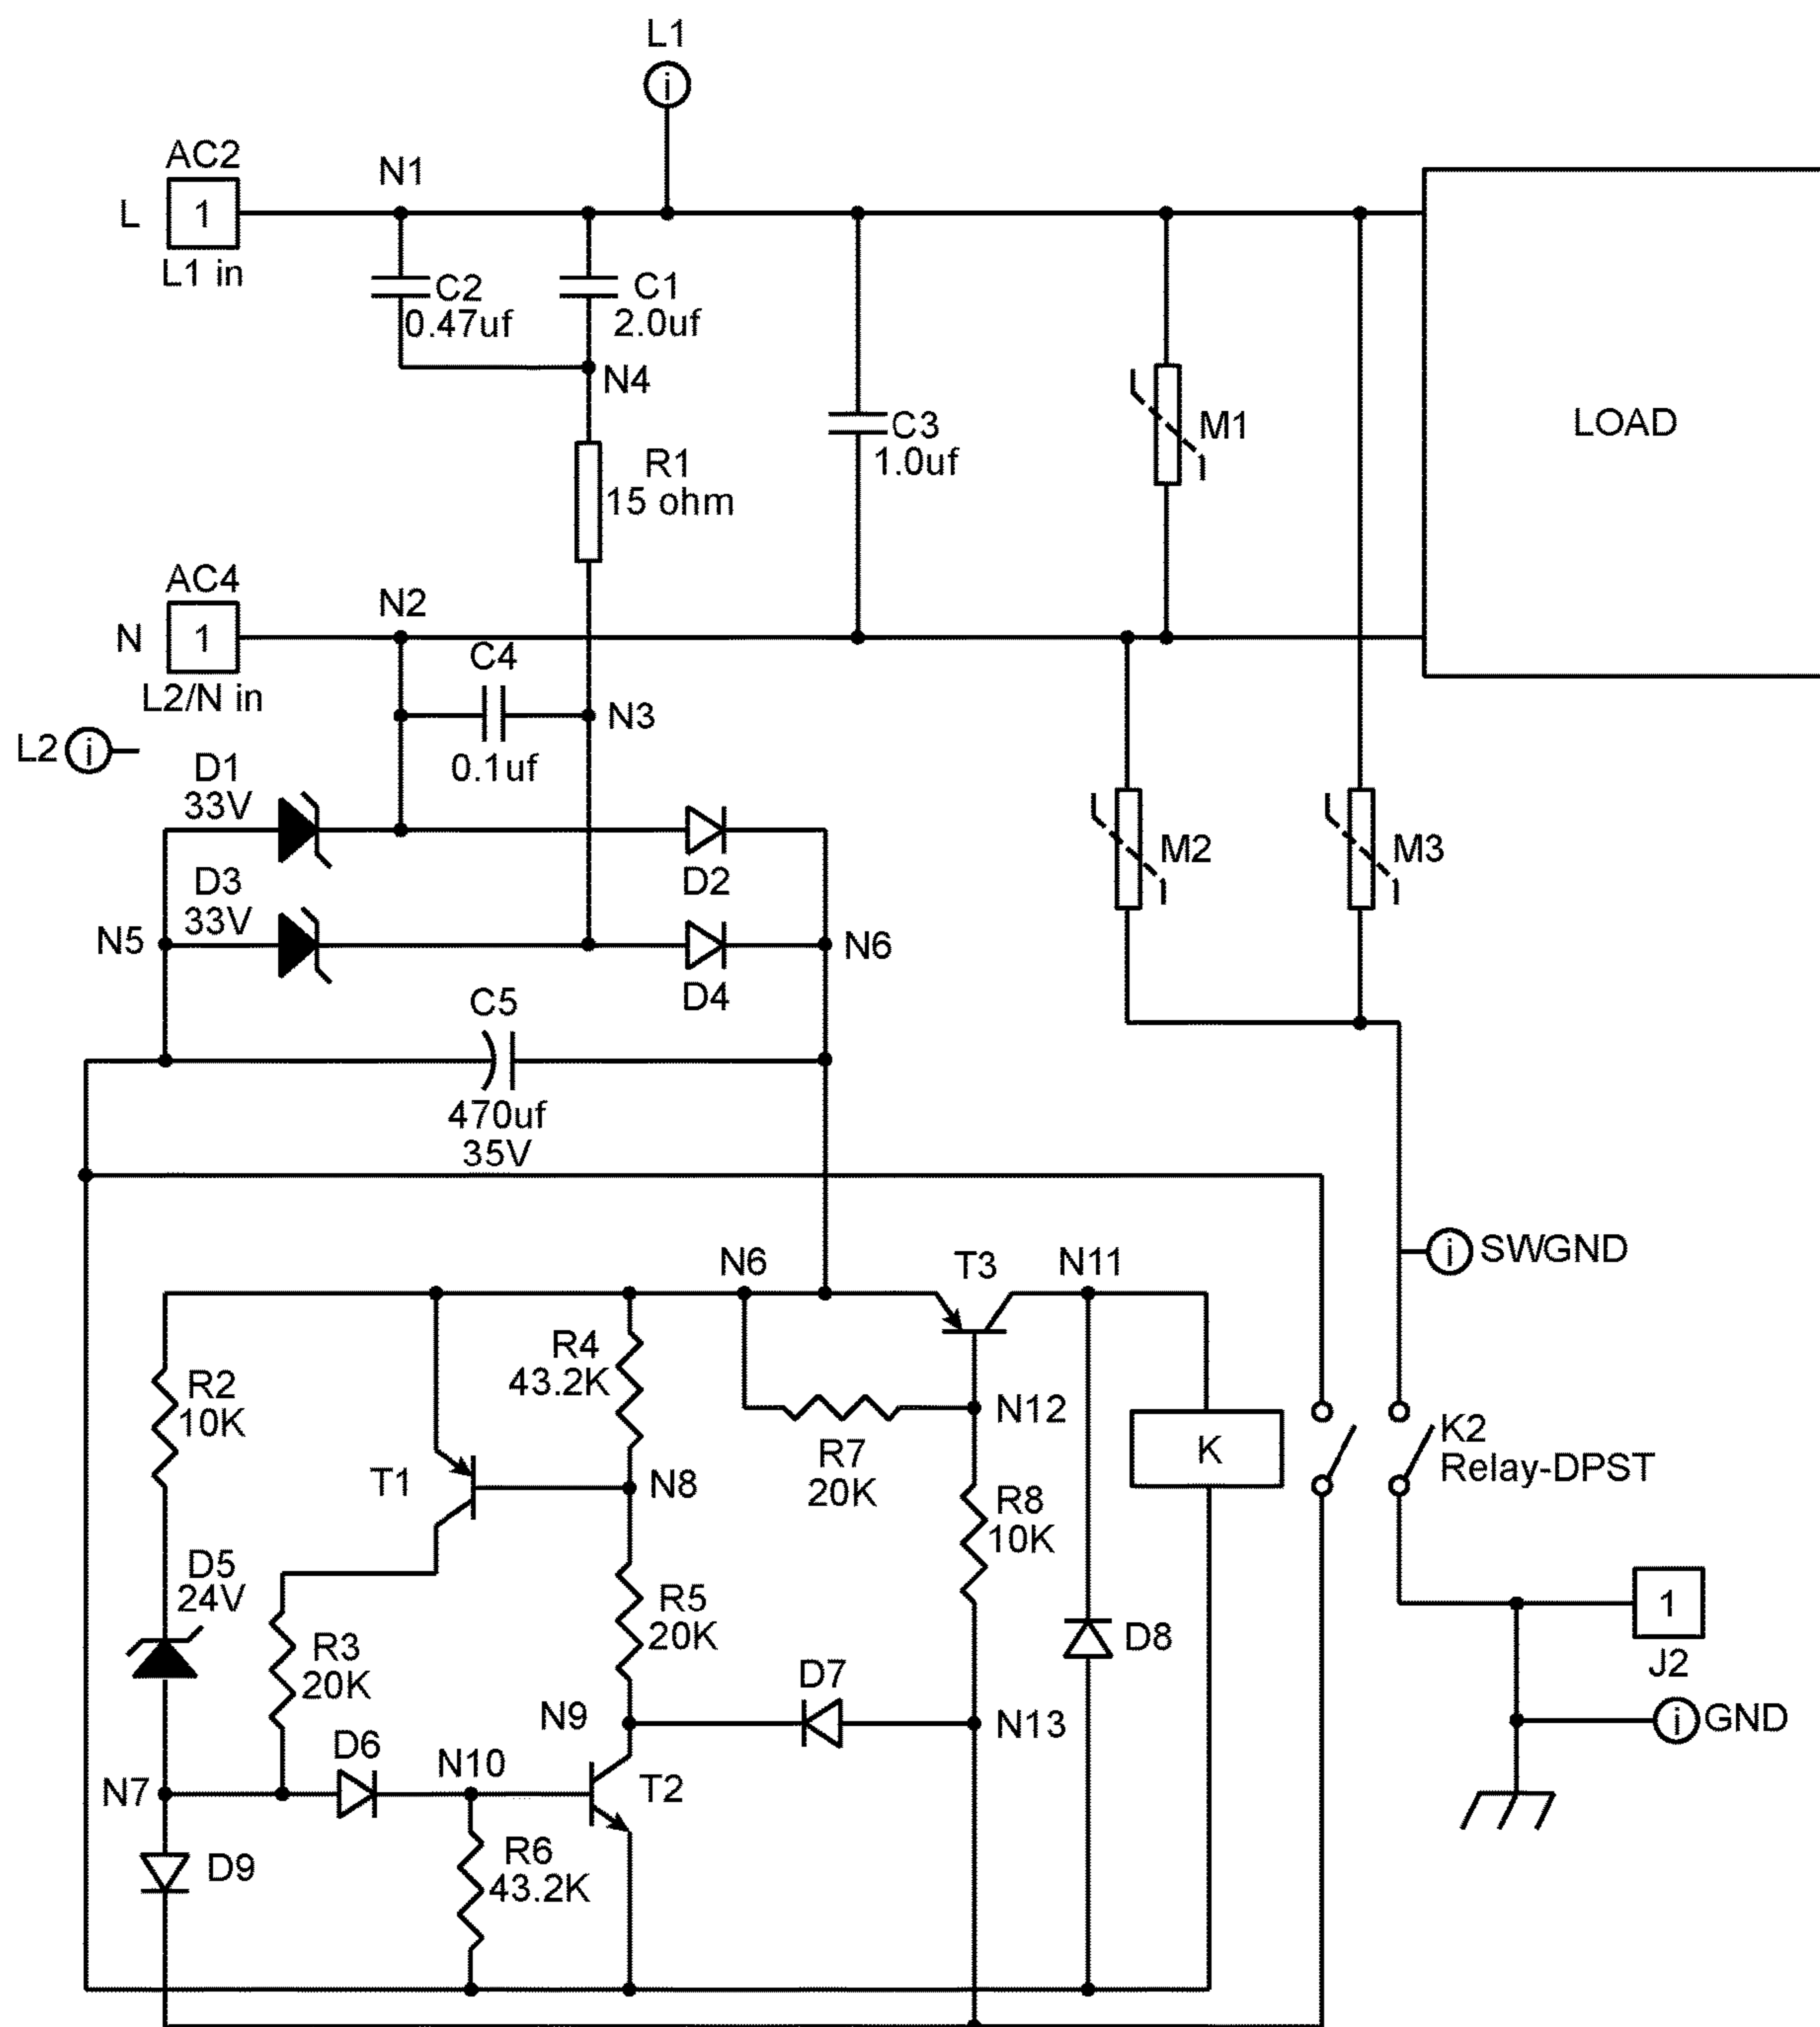 L1
i
AC2
N1
L
1
L1 in
C2
0.47uf
C1
2.0uf
N4
C3
1.0uf
M1
LOAD
R1
15 ohm
AC4
N2
N
1
L2/N in
C4
0.1uf
N3
L2
i
D1
33V
D2
D3
33V
M2
M3
N5
N6
D4
C5
470uf
35V
i
SWGND
N6
T3
N11
R4
43.2K
R2
10K
N12
K2
Relay-DPST
K
R7
20K
T1
N8
R8
10K
D5
24V
R5
20K
R3
20K
D8
1
J2
D7
N9
N13
i
GND
D6
N10
N7
T2
D9
R6
43.2K